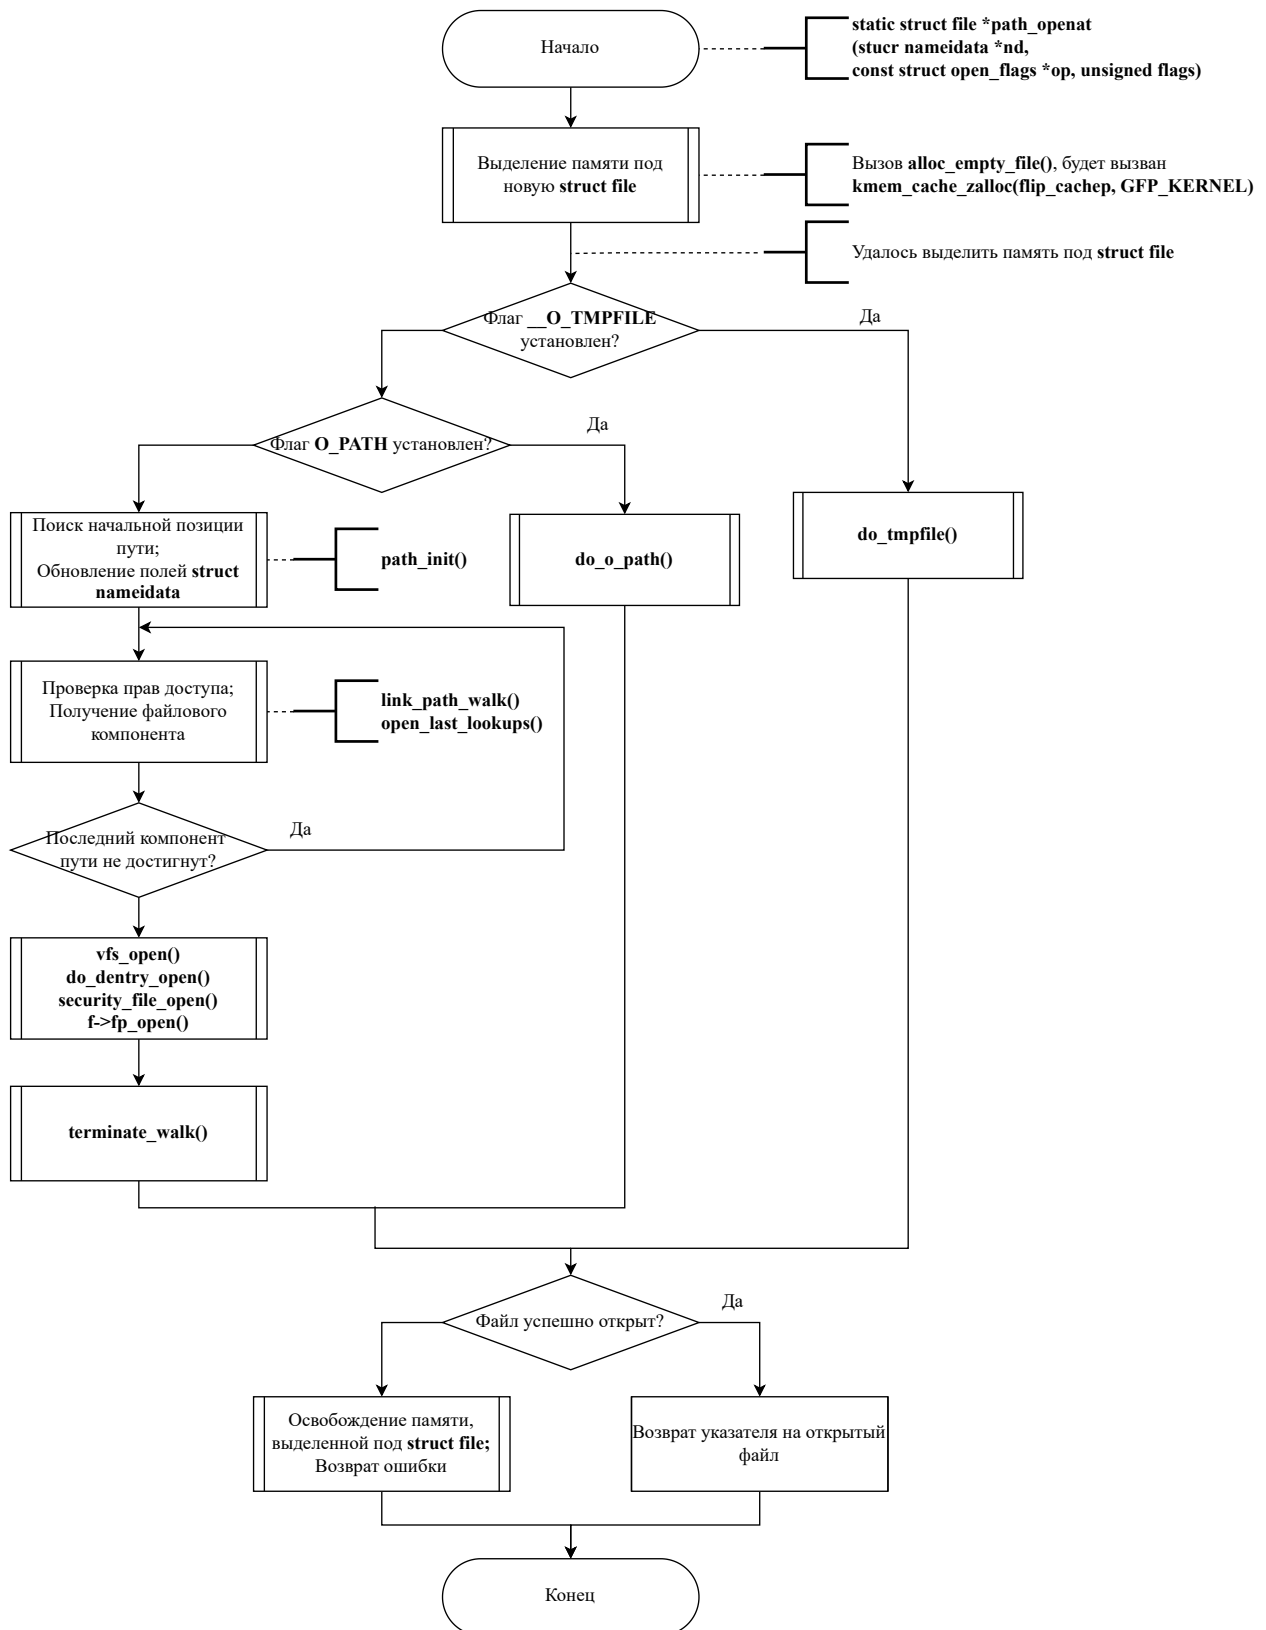 Начало
static struct file *path_openat
(stucr nameidata *nd,
const struct open_flags *op, unsigned flags)
Выделение памяти под
новую struct file
Вызов alloc_empty_file(), будет вызван
kmem_cache_zalloc(flip_cachep, GFP_KERNEL)
Удалось выделить память под struct file
Флаг __O_TMPFILE
установлен?
Да
Флаг O_PATH установлен?
Да
Поиск начальной позиции
пути;
Обновление полей struct
nameidata
path_init()
do_o_path()
do_tmpfile()
Проверка прав доступа;
Получение файлового
компонента
link_path_walk()
open_last_lookups()
Последний компонент
пути не достигнут?
Да
vfs_open()
do_dentry_open()
security_file_open()
f->fp_open()
terminate_walk()
Файл успешно открыт?
Да
Освобождение памяти,
выделенной под struct file;
Возврат ошибки
Возврат указателя на открытый
файл
Конец